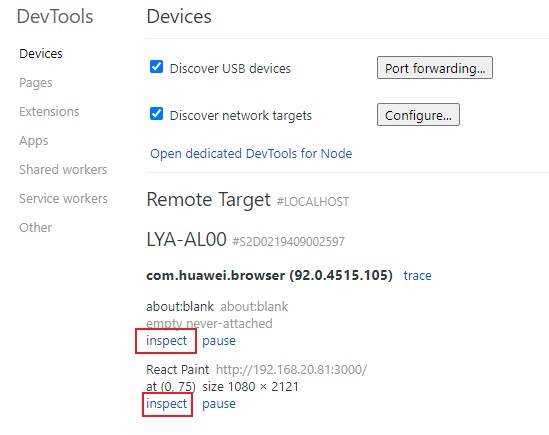 DevTools
Devices
Pages
Extensions
Apps
Shared workers
Service workers
Other
Devices
Discover USB devices
Port forwarding...
Discover network targets
Configure...
Open dedicated DevTools for Node
Remote Target #LOCALHOST
LYA-AL00 #S2D0219409002597
com.huawei.browser (92.0.4515.105) trace
about:blank about:blank
empty never-attached
inspect pause
React Paint http://192.168.20.81:3000/
at (0, 75) size 1080 × 2121
inspect pause